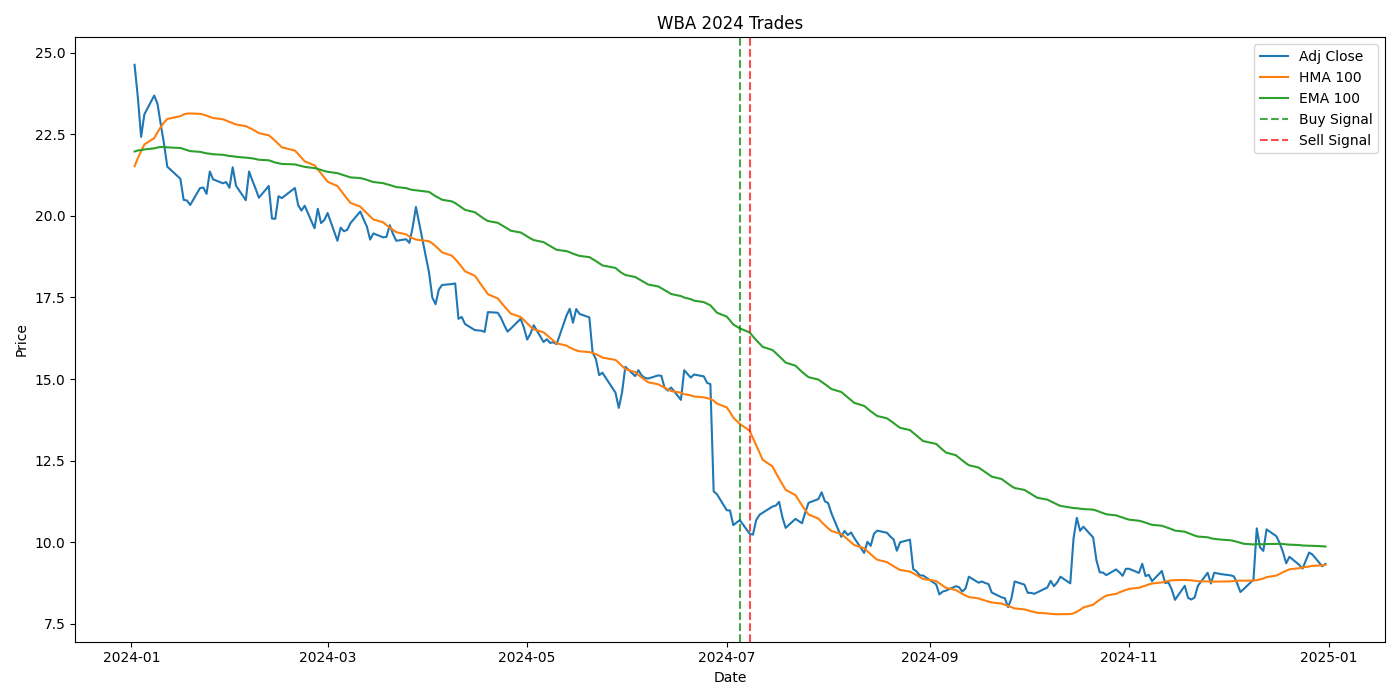 WBA 2024 Trades
Price
25.0
22.5
20.0
17.5
15.0
12.5
10.0
7.5
Adj Close
HMA 100
EMA 100
Buy Signal
Sell Signal
2024-01 2024-03 2024-05 2024-07 2024-09 2024-11 2025-01
Date